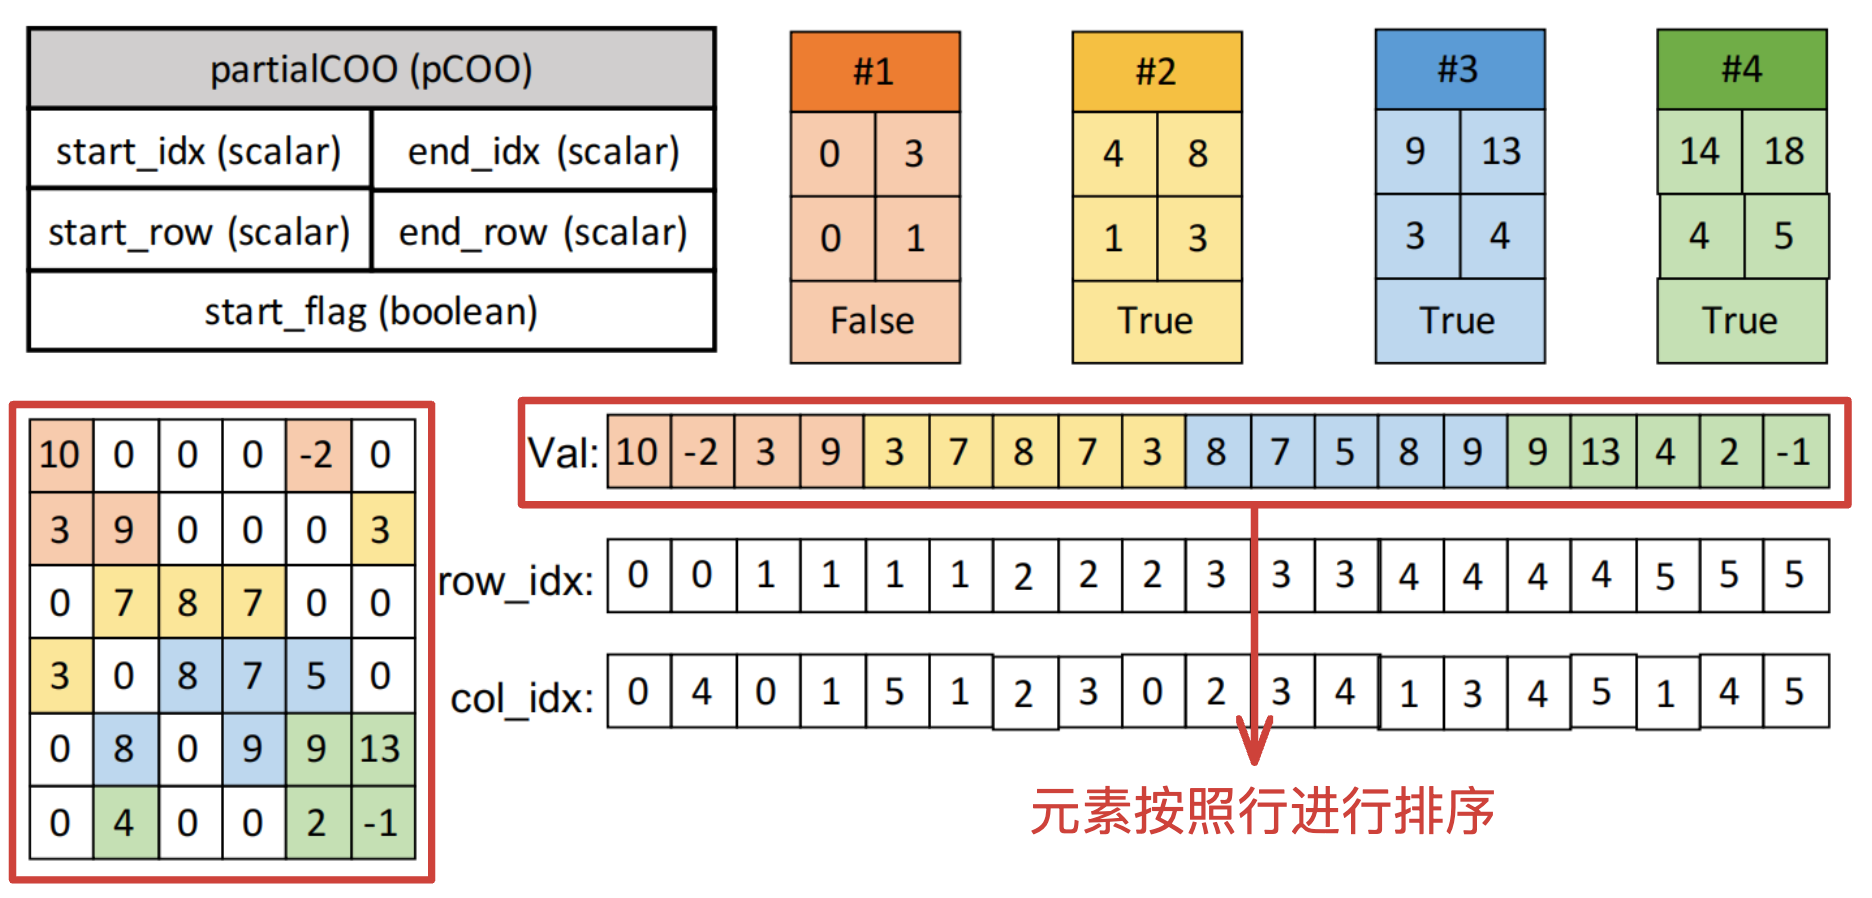 partialCOO (pCOO)
start_idx (scalar) end_idx (scalar)
start_row (scalar) end_row (scalar)
start_flag (boolean)
#1
0 3
0 1
False
#2
4 8
1 3
True
#3
9 13
3 4
True
#4
14 18
4 5
True
10 0 0 0 -2 0
3 9 0 0 0 3
0 7 8 7 0 0
3 0 8 7 5 0
0 8 0 9 9 13
0 4 0 0 2 -1
Val: 10 -2 3 9 3 7 8 7 3 8 7 5 8 9 9 13 4 2 -1
row_idx: 0 0 1 1 1 1 2 2 2 3 3 3 4 4 4 4 5 5 5
col_idx: 0 4 0 1 5 1 2 3 0 2 3 4 1 3 4 5 1 4 5
元素按照行进行排序